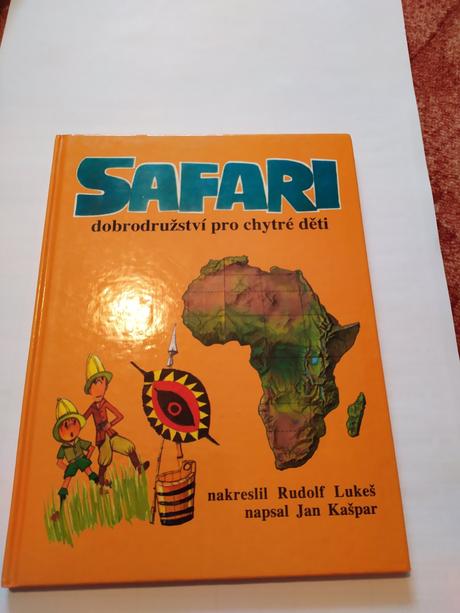 SAFARI
dobrodružství pro chytré děti
nakreslil Rudolf Lukeš
napsal Jan Kašpar